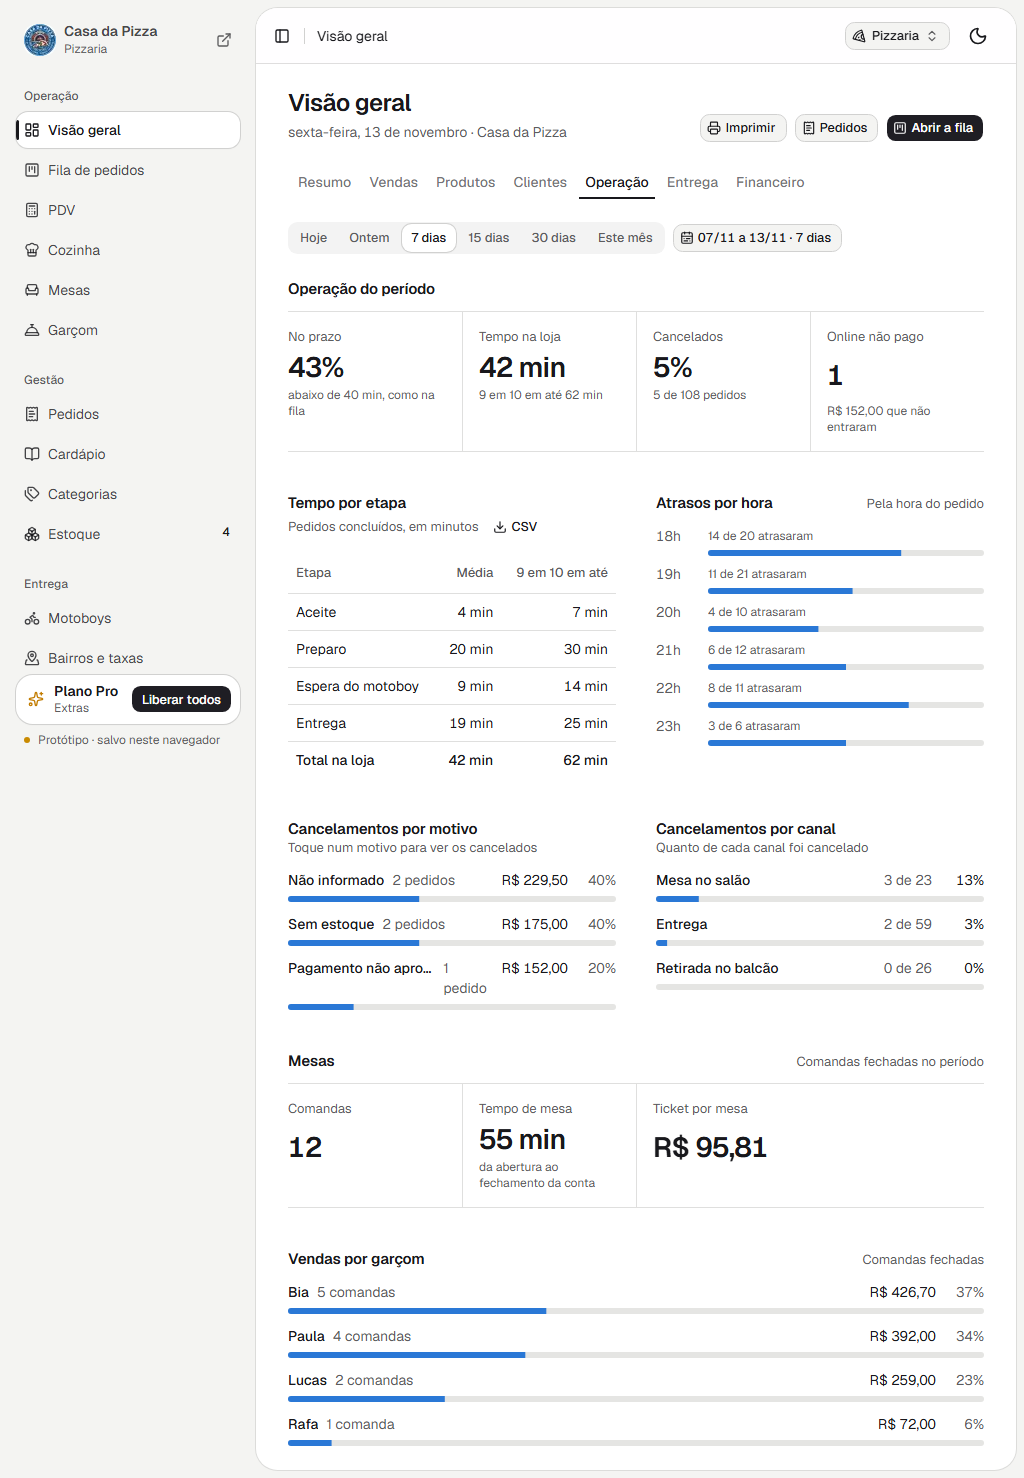 Casa da Pizza
Pizzaria
Operação
Visão geral
Fila de pedidos
PDV
Cozinha
Mesas
Garçom
Gestão
Pedidos
Cardápio
Categorias
Estoque 4
Entrega
Motoboys
Bairros e taxas
Plano Pro
Extras
Liberar todos
Protótipo · salvo neste navegador
Visão geral
Pizzaria
Visão geral
sexta-feira, 13 de novembro · Casa da Pizza
Imprimir Pedidos Abrir a fila
Resumo Vendas Produtos Clientes Operação Entrega Financeiro
Hoje Ontem 7 dias 15 dias 30 dias Este mês 07/11 a 13/11 · 7 dias
Operação do período
No prazo
43%
abaixo de 40 min, como na
fila
Tempo na loja
42 min
9 em 10 em até 62 min
Cancelados
5%
5 de 108 pedidos
Online não pago
1
R$ 152,00 que não
entraram
Tempo por etapa
Pedidos concluídos, em minutos CSV
Etapa Média 9 em 10 em até
Aceite 4 min 7 min
Preparo 20 min 30 min
Espera do motoboy 9 min 14 min
Entrega 19 min 25 min
Total na loja 42 min 62 min
Atrasos por hora Pela hora do pedido
18h 14 de 20 atrasaram
19h 11 de 21 atrasaram
20h 4 de 10 atrasaram
21h 6 de 12 atrasaram
22h 8 de 11 atrasaram
23h 3 de 6 atrasaram
Cancelamentos por motivo
Toque num motivo para ver os cancelados
Não informado 2 pedidos R$ 229,50 40%
Sem estoque 2 pedidos R$ 175,00 40%
Pagamento não apro... 1 R$ 152,00 20%
pedido
Cancelamentos por canal
Quanto de cada canal foi cancelado
Mesa no salão 3 de 23 13%
Entrega 2 de 59 3%
Retirada no balcão 0 de 26 0%
Mesas Comandas fechadas no período
Comandas
12
Tempo de mesa
55 min
da abertura ao
fechamento da conta
Ticket por mesa
R$ 95,81
Vendas por garçom Comandas fechadas
Bia 5 comandas R$ 426,70 37%
Paula 4 comandas R$ 392,00 34%
Lucas 2 comandas R$ 259,00 23%
Rafa 1 comanda R$ 72,00 6%